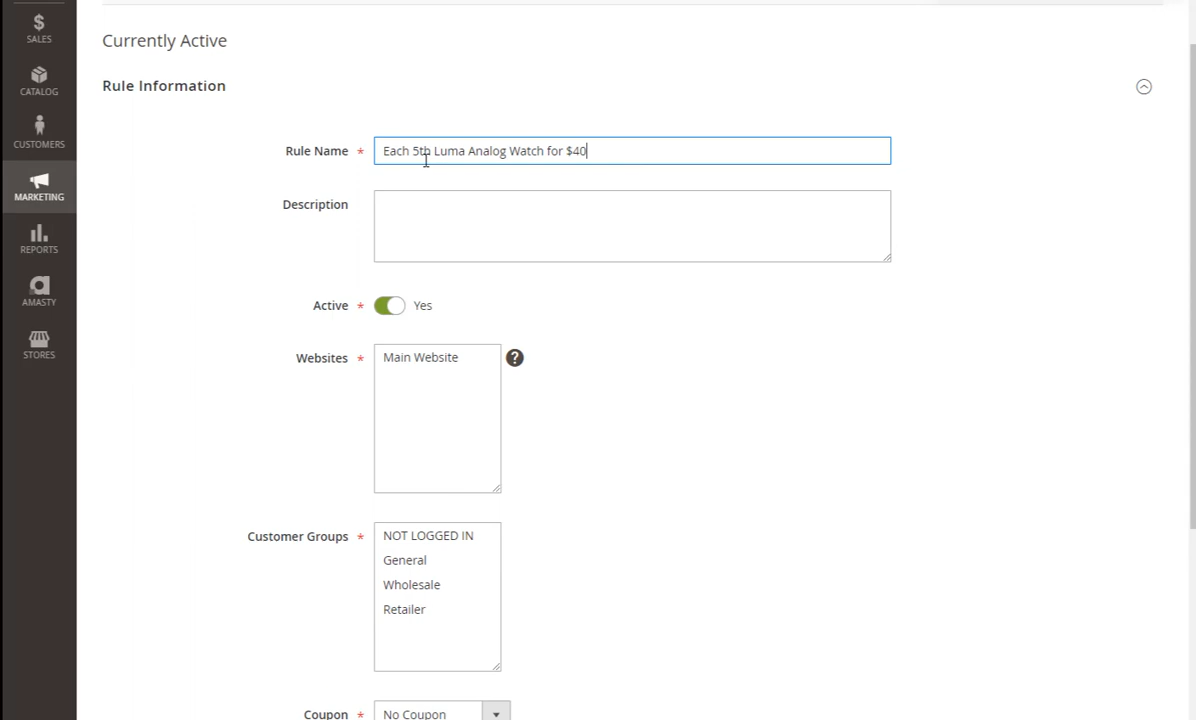 SALES
CATALOG
CUSTOMERS
MARKETING
REPORTS
AMASTY
STORES
Currently Active
Rule Information
Rule Name * Each 5th Luma Analog Watch for $40
Description
Active * Yes
Websites * Main Website ?
Customer Groups * NOT LOGGED IN
General
Wholesale
Retailer
Coupon * No Coupon